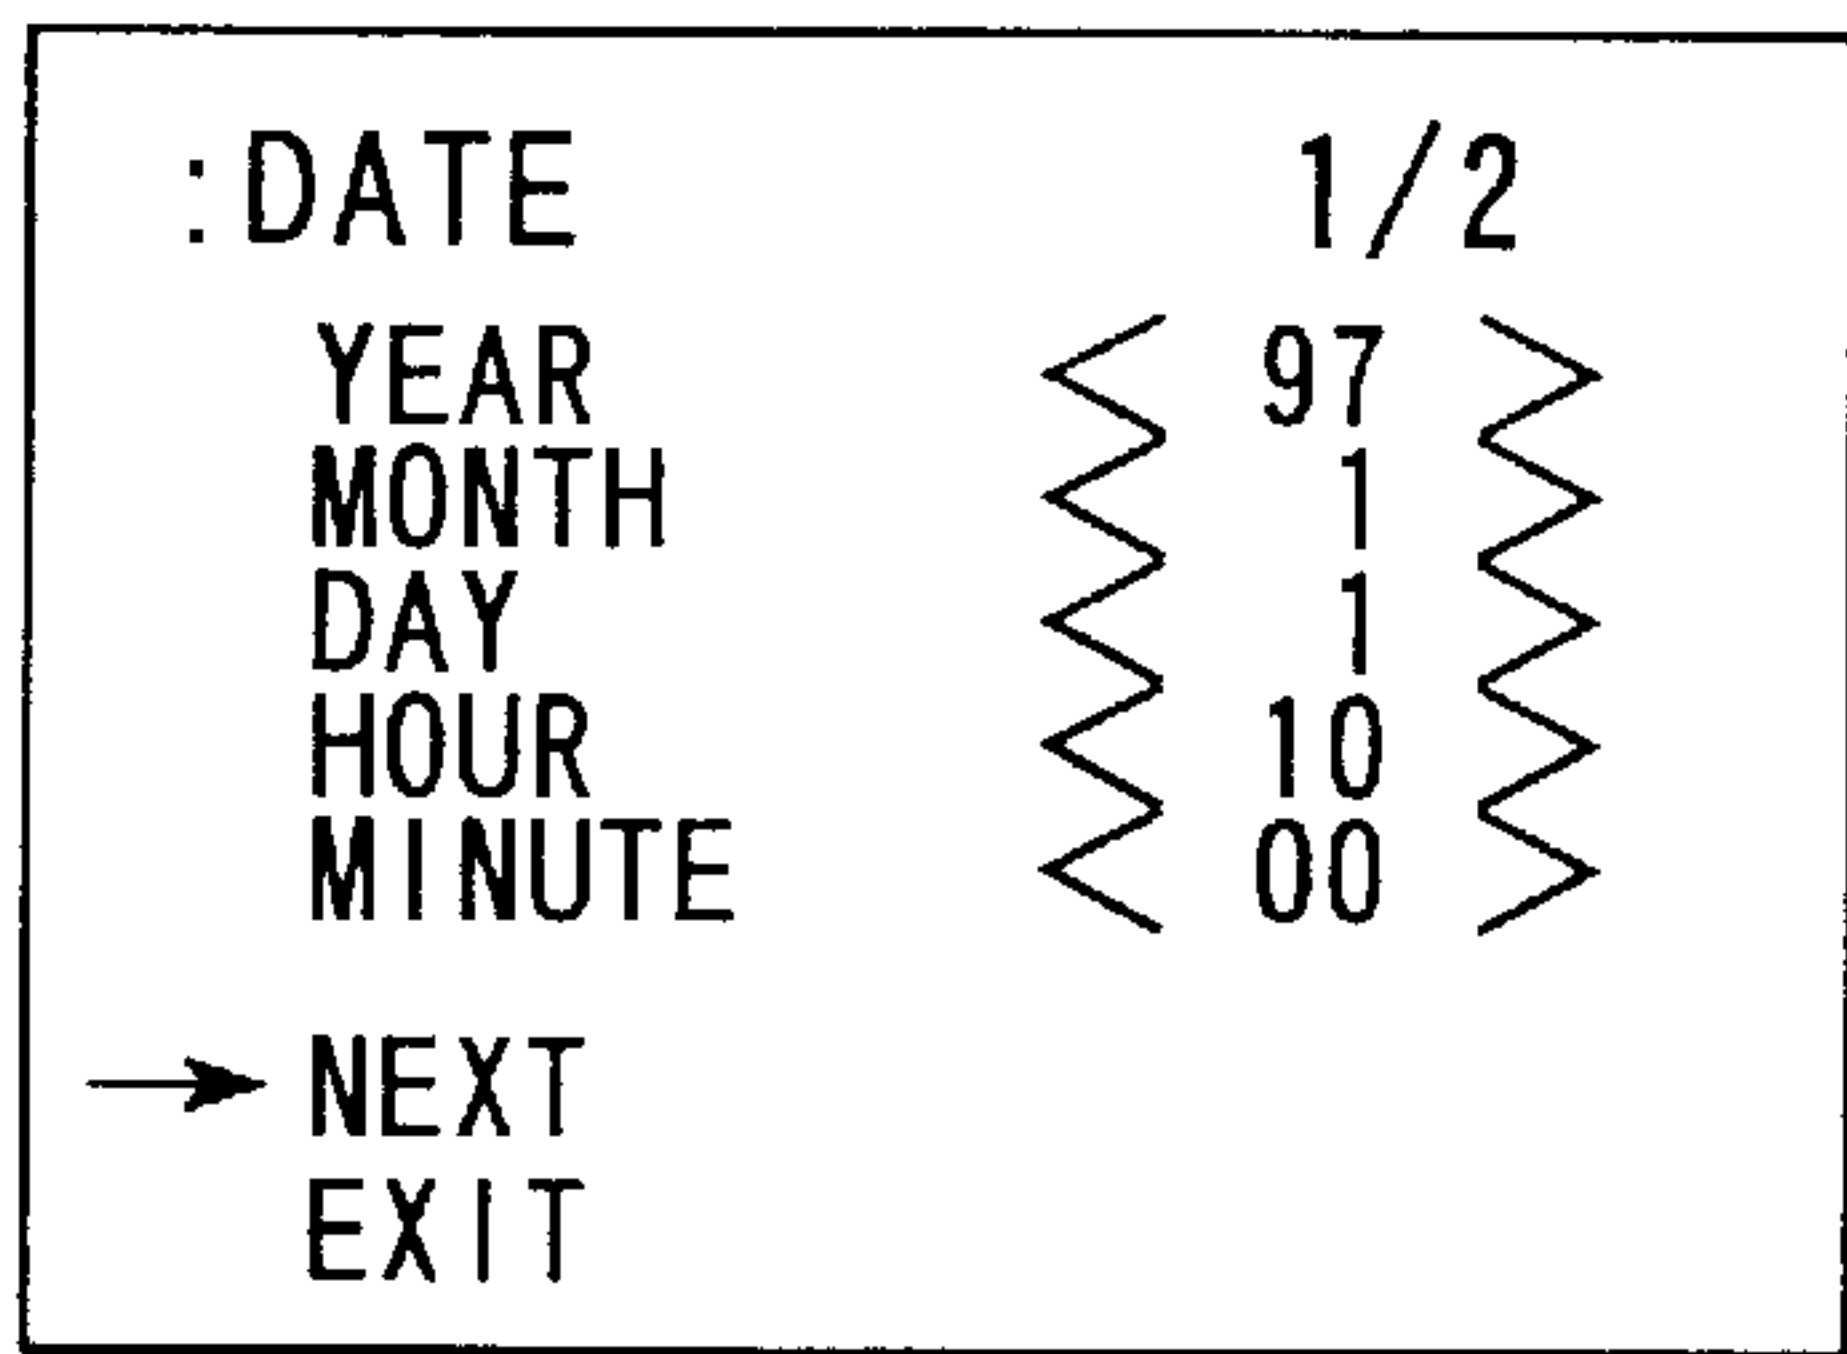 :DATE 1/2
YEAR < 97 >
MONTH < 1 >
DAY < 1 >
HOUR < 10 >
MINUTE < 00 >
→ NEXT
EXIT